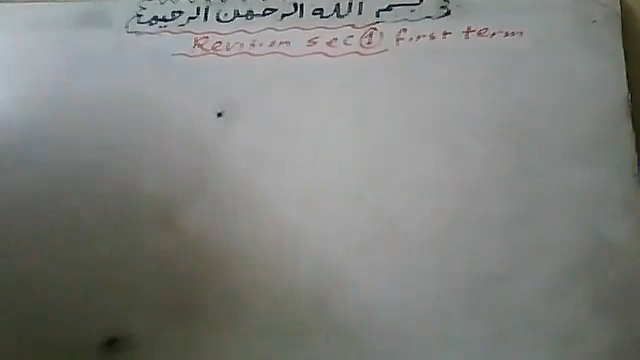 بسم الله الرحمن الرحيم
Revision sec ① first term